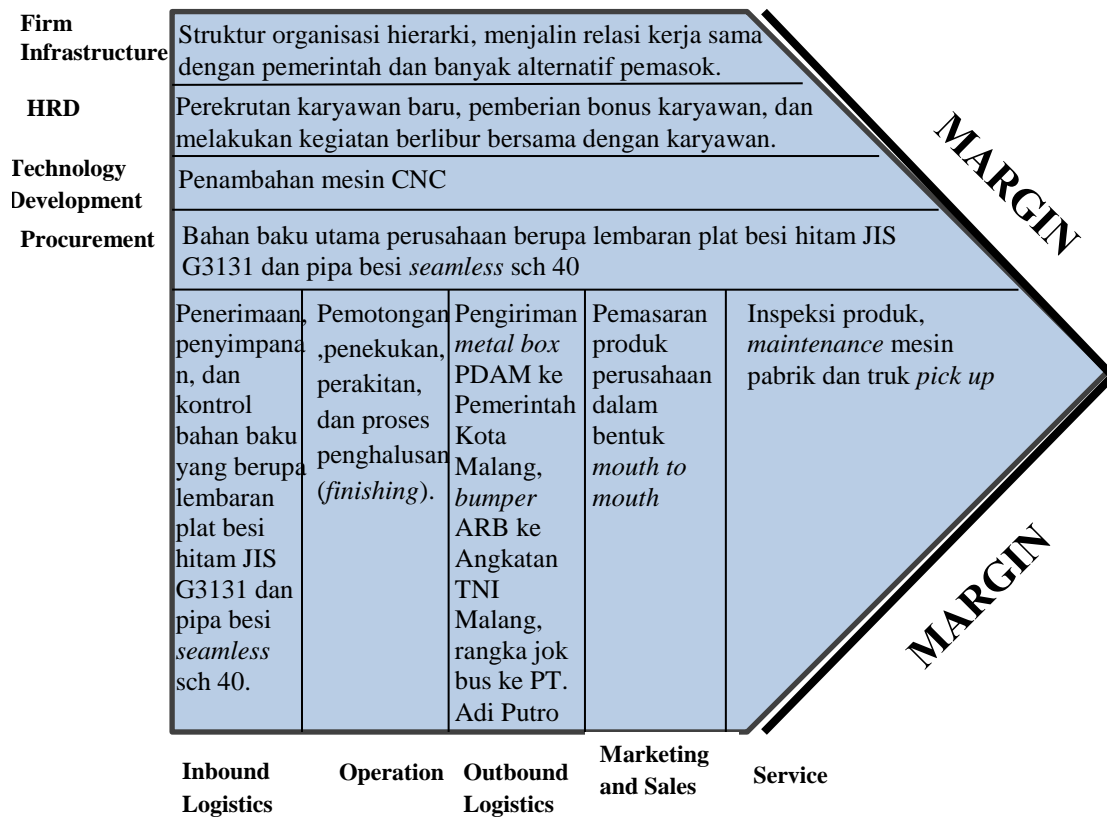 Firm
Infrastructure
Struktur organisasi hierarki, menjalin relasi kerja sama
dengan pemerintah dan banyak alternatif pemasok.
HRD
Perekrutan karyawan baru, pemberian bonus karyawan, dan
melakukan kegiatan berlibur bersama dengan karyawan.
Technology
Development
Penambahan mesin CNC
Procurement
Bahan baku utama perusahaan berupa lembaran plat besi hitam JIS
G3131 dan pipa besi seamless sch 40
Penerimaan,
penyimpana
n, dan
kontrol
bahan baku
yang berupa
lembaran
plat besi
hitam JIS
G3131 dan
pipa besi
seamless
sch 40.
Pemotongan
,penekukan,
perakitan,
dan proses
penghalusan
(finishing).
Pengiriman
metal box
PDAM ke
Pemerintah
Kota
Malang,
bumper
ARB ke
Angkatan
TNI
Malang,
rangka jok
bus ke PT.
Adi Putro
Pemasaran
produk
perusahaan
dalam
bentuk
mouth to
mouth
Inspeksi produk,
maintenance mesin
pabrik dan truk pick up
MARGIN
MARGIN
Inbound
Logistics
Operation
Outbound
Logistics
Marketing
and Sales
Service